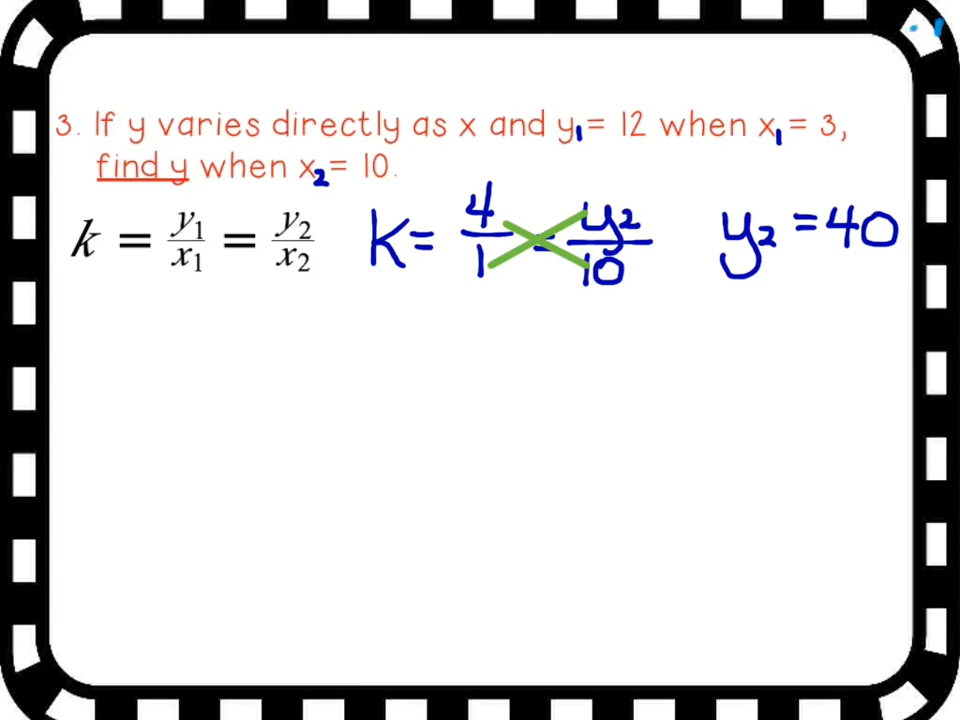 3. If y varies directly as x and y₁ = 12 when x₁ = 3,
find y when x₂ = 10.
k = y₁/x₁ = y₂/x₂ K = 4/1 = y₂/10 y₂ = 40